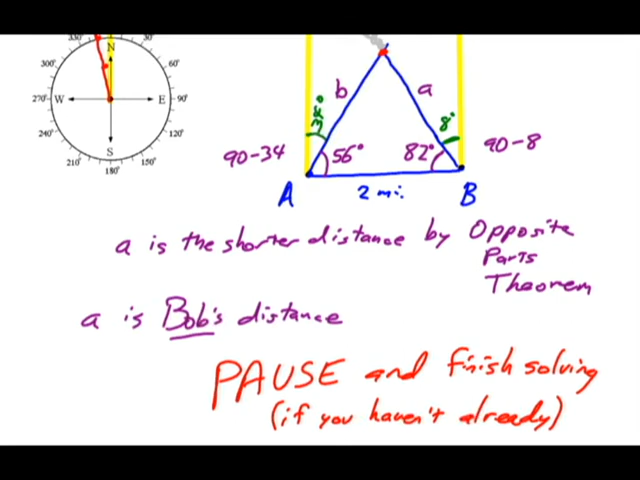 330°
N
300°
60°
270°
W
E
90°
240°
120°
S
210°
150°
180°
b
a
34°
8°
90-34
56°
82°
90-8
A
2 mi.
B
a is the shorter distance by Opposite
Parts
Theorem
a is Bob's distance
PAUSE and finish solving
(if you haven't already)